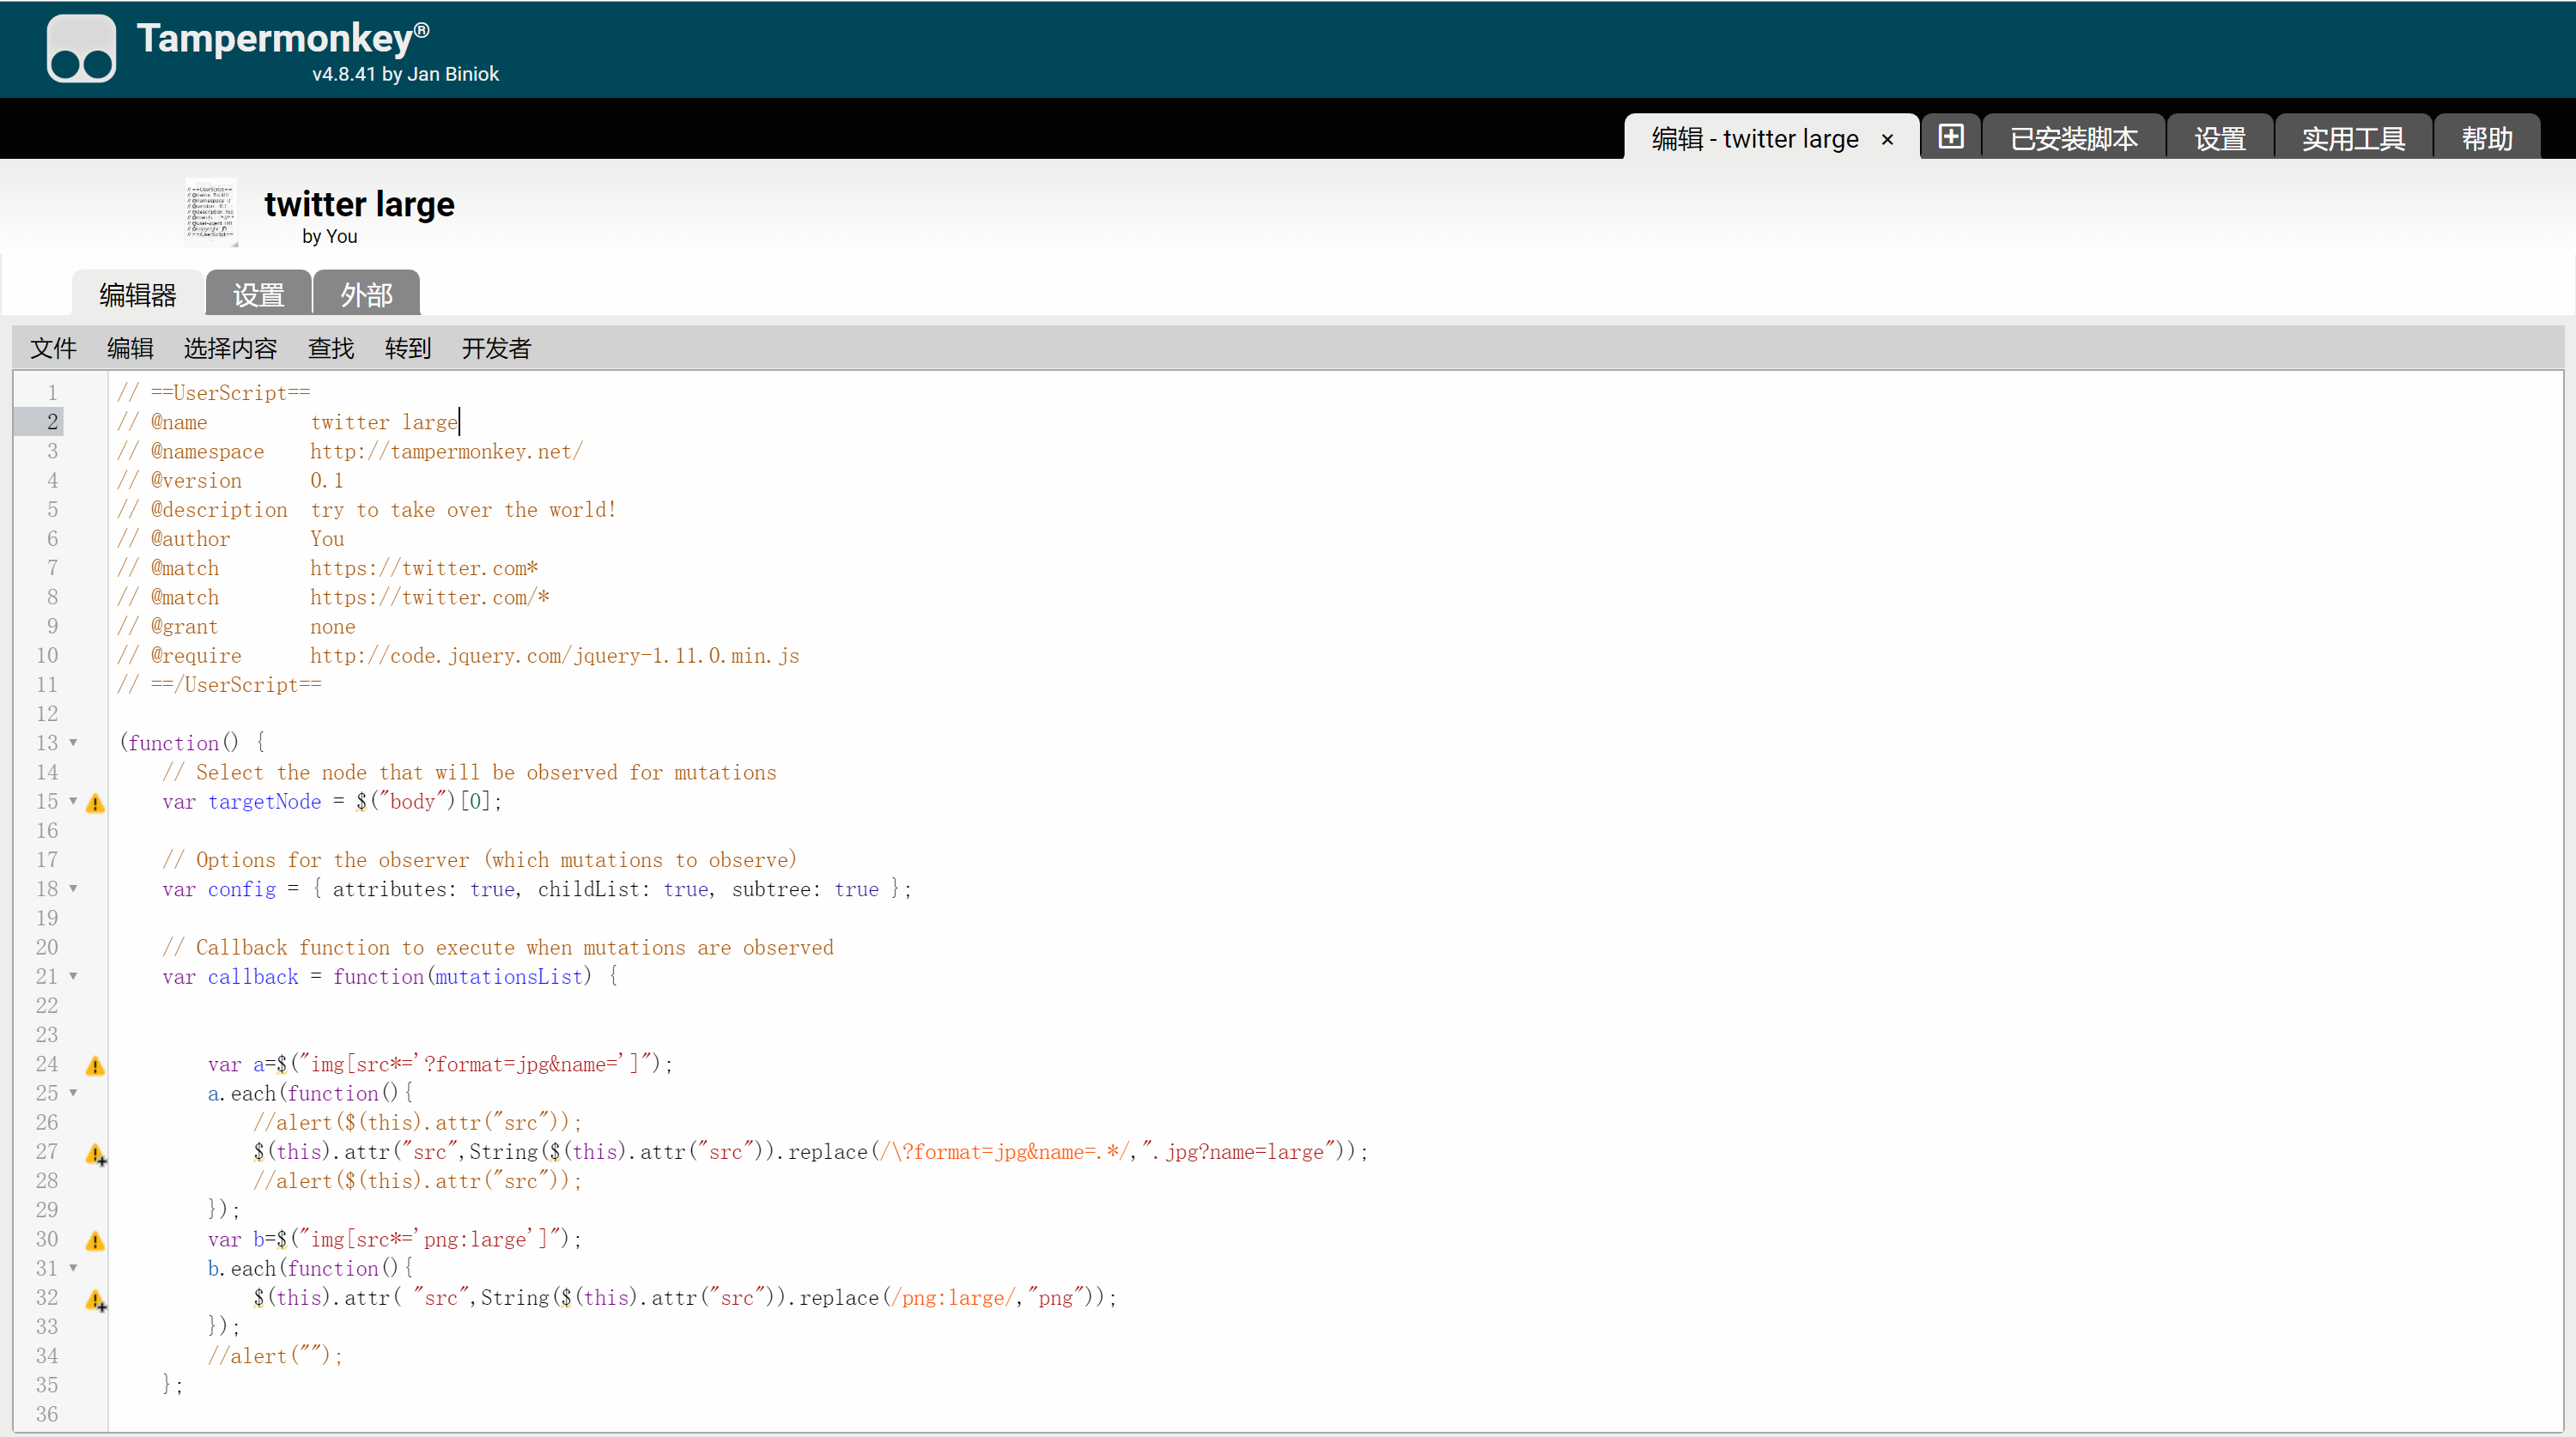 Tampermonkey®
v4.8.41 by Jan Biniok
编辑 - twitter large × 已安装脚本 设置 实用工具 帮助
twitter large
by You
编辑器 设置 外部
文件 编辑 选择内容 查找 转到 开发者
1 // ==UserScript==
2 // @name         twitter large
3 // @namespace    http://tampermonkey.net/
4 // @version      0.1
5 // @description  try to take over the world!
6 // @author       You
7 // @match        https://twitter.com*
8 // @match        https://twitter.com/*
9 // @grant        none
10 // @require      http://code.jquery.com/jquery-1.11.0.min.js
11 // ==/UserScript==
12
13 (function() {
14     // Select the node that will be observed for mutations
15     var targetNode = $("body")[0];
16
17     // Options for the observer (which mutations to observe)
18     var config = { attributes: true, childList: true, subtree: true };
19
20     // Callback function to execute when mutations are observed
21     var callback = function(mutationsList) {
22
23
24         var a=$("img[src*='?format=jpg&name=']");
25         a.each(function(){
26             //alert($(this).attr("src"));
27             $(this).attr("src",String($(this).attr("src")).replace(/\?format=jpg&name=.*/,".jpg?name=large"));
28             //alert($(this).attr("src"));
29         });
30         var b=$("img[src*='png:large']");
31         b.each(function(){
32             $(this).attr( "src",String($(this).attr("src")).replace(/png:large/,"png"));
33         });
34         //alert("");
35     };
36